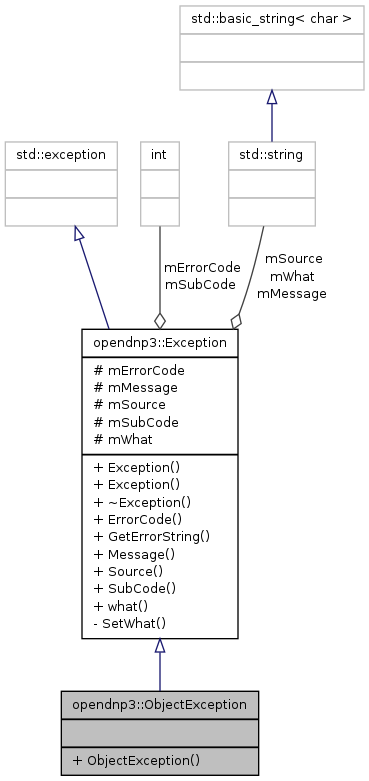 std::basic_string< char >
std::exception
int
std::string
mErrorCode
mSubCode
mSource
mWhat
mMessage
opendnp3::Exception
# mErrorCode
# mMessage
# mSource
# mSubCode
# mWhat
+ Exception()
+ Exception()
+ ~Exception()
+ ErrorCode()
+ GetErrorString()
+ Message()
+ Source()
+ SubCode()
+ what()
- SetWhat()
opendnp3::ObjectException
+ ObjectException()